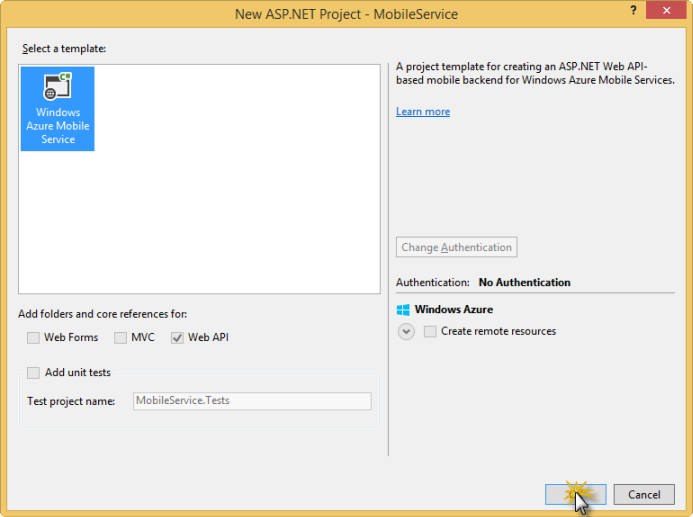 New ASP.NET Project - MobileService
?
Select a template:
Windows
Azure Mobile
Service
A project template for creating an ASP.NET Web API-
based mobile backend for Windows Azure Mobile Services.
Learn more
Change Authentication
Authentication: No Authentication
Windows Azure
Create remote resources
Add folders and core references for:
Web Forms MVC Web API
Add unit tests
Test project name: MobileService.Tests
Cancel